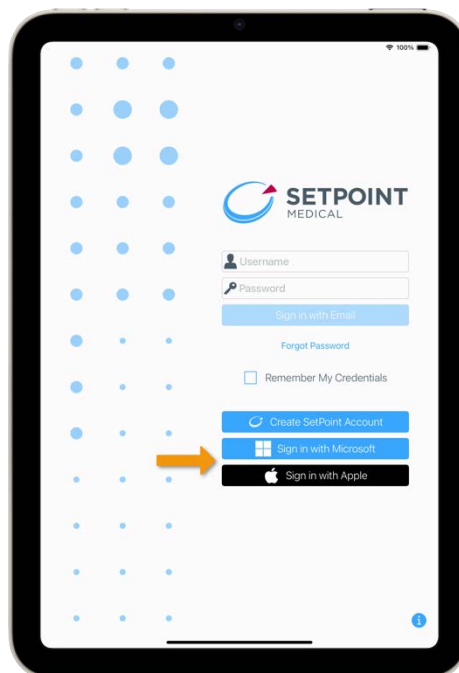 100%
SETPOINT
MEDICAL
Username
Password
Sign in with Email
Forgot Password
Remember My Credentials
Create SetPoint Account
Sign in with Microsoft
Sign in with Apple
i